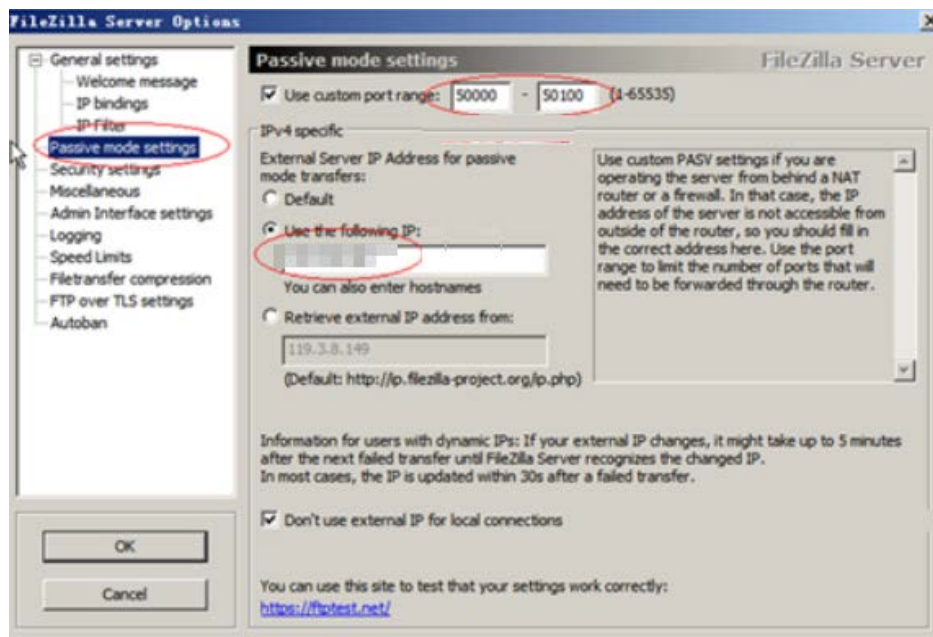 FileZilla Server Options
General settings
Welcome message
IP bindings
IP Filter
Passive mode settings
Security settings
Miscellaneous
Admin Interface settings
Logging
Speed Limits
Filetransfer compression
FTP over TLS settings
Autoban
OK
Cancel
Passive mode settings
FileZilla Server
Use custom port range: 50000 - 50100 (1-65535)
IPv4 specific
External Server IP Address for passive
mode transfers:
Default
Use the following IP:
You can also enter hostnames
Retrieve external IP address from:
119.3.8.149
(Default: http://ip.filezilla-project.org/ip.php)
Use custom PASV settings if you are
operating the server from behind a NAT
router or a firewall. In that case, the IP
address of the server is not accessible from
outside of the router, so you should fill in
the correct address here. Use the port
range to limit the number of ports that will
need to be forwarded through the router.
Information for users with dynamic IPs: If your external IP changes, it might take up to 5 minutes
after the next failed transfer until FileZilla Server recognizes the changed IP.
In most cases, the IP is updated within 30s after a failed transfer.
Don't use external IP for local connections
You can use this site to test that your settings work correctly:
https://ftptest.net/